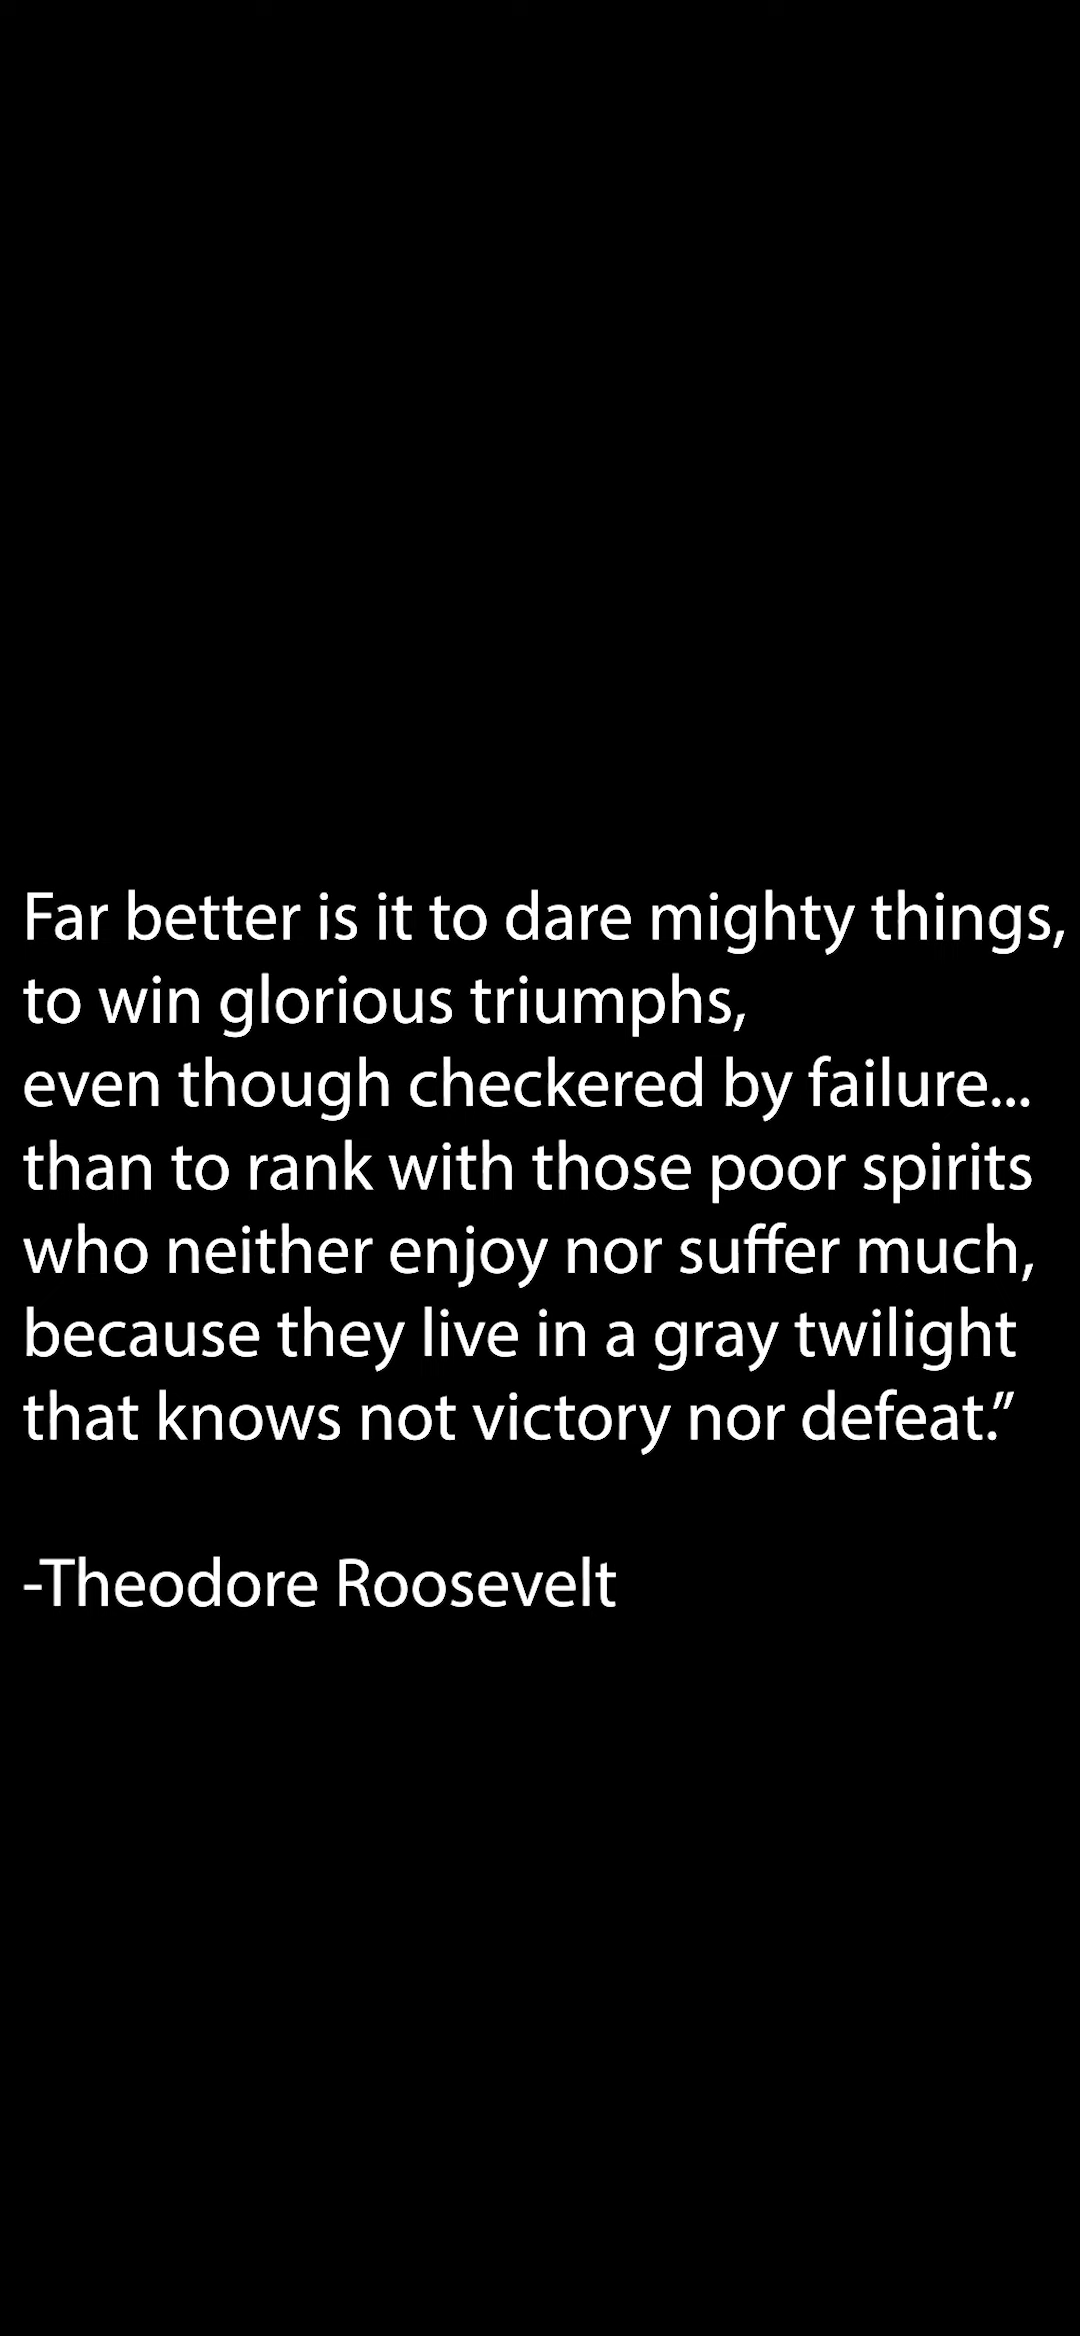 Far better is it to dare mighty things,
to win glorious triumphs,
even though checkered by failure...
than to rank with those poor spirits
who neither enjoy nor suffer much,
because they live in a gray twilight
that knows not victory nor defeat.”
-Theodore Roosevelt